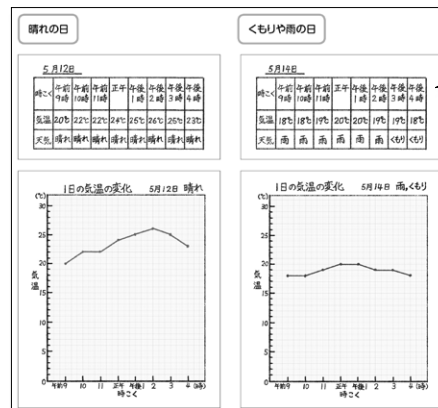 晴れの日
くもりや雨の日
5月12日
時こく 午前9時 午前10時 午前11時 正午 午後1時 午後2時 午後3時 午後4時
気温 20℃ 22℃ 22℃ 24℃ 25℃ 26℃ 25℃ 23℃
天気 晴れ 晴れ 晴れ 晴れ 晴れ 晴れ 晴れ 晴れ
5月14日
時こく 午前9時 午前10時 午前11時 正午 午後1時 午後2時 午後3時 午後4時
気温 18℃ 18℃ 19℃ 20℃ 20℃ 19℃ 19℃ 18℃
天気 雨 雨 雨 雨 雨 雨 くもり くもり
1日の気温の変化 5月12日 晴れ
(℃)
30
25
20
15
10
5
0
気温
午前9 10 11 正午 午後1 2 3 4 (時)
時こく
1日の気温の変化 5月14日 雨,くもり
(℃)
30
25
20
15
10
5
0
気温
午前9 10 11 正午 午後1 2 3 4 (時)
時こく